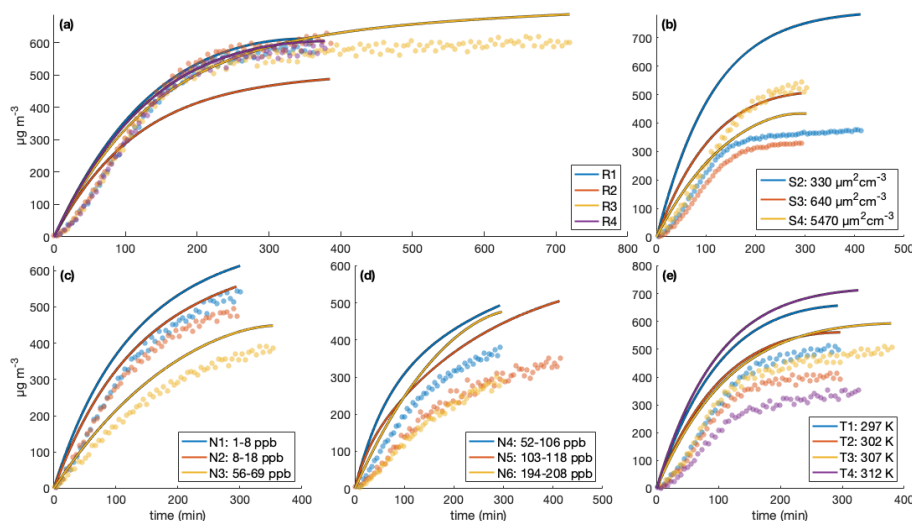 (a)
600
500
400
300
200
100
0
µg m⁻³
0 100 200 300 400 500 600 700 800
R1
R2
R3
R4
(b)
700
600
500
400
300
200
100
0
0 100 200 300 400 500
S2: 330 µm²cm⁻³
S3: 640 µm²cm⁻³
S4: 5470 µm²cm⁻³
(c)
600
500
400
300
200
100
0
µg m⁻³
0 100 200 300 400
time (min)
N1: 1-8 ppb
N2: 8-18 ppb
N3: 56-69 ppb
(d)
600
500
400
300
200
100
0
0 100 200 300 400 500
time (min)
N4: 52-106 ppb
N5: 103-118 ppb
N6: 194-208 ppb
(e)
800
700
600
500
400
300
200
100
0
0 100 200 300 400
time (min)
T1: 297 K
T2: 302 K
T3: 307 K
T4: 312 K